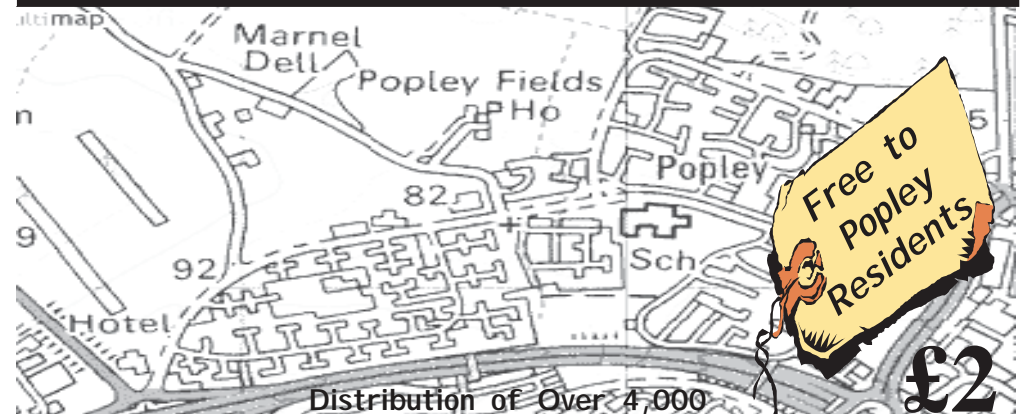 ultimap
Marnel
Dell
Popley Fields
Ho
n
5
Popley
Free to
Popley
Residents
82
9
92
Sch
Hotel
£2
Distribution of Over 4,000